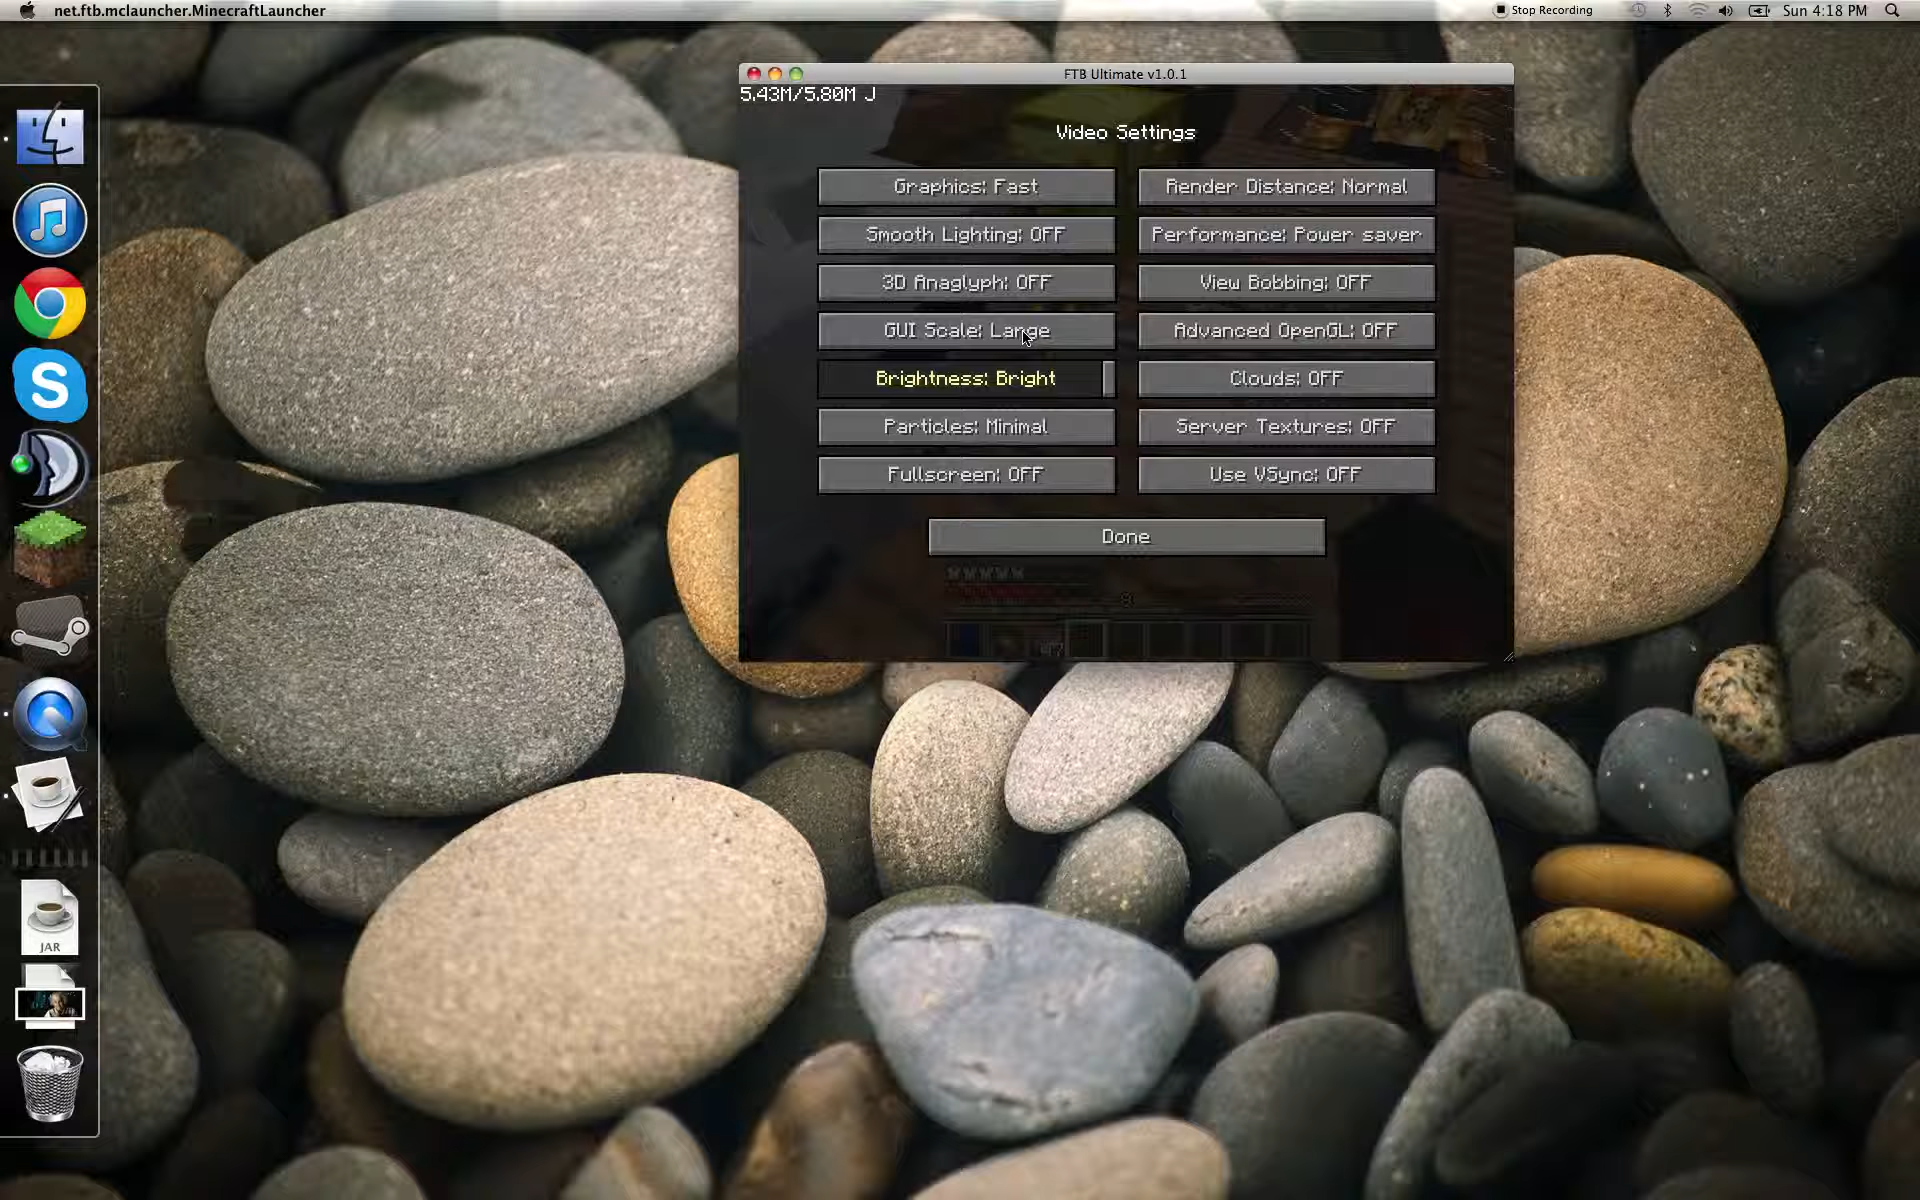 net.ftb.mclauncher.MinecraftLauncher
Stop Recording
Sun 4:18 PM
FTB Ultimate v1.0.1
5.43M/5.80M J
Video Settings
Graphics: Fast
Render Distance: Normal
Smooth Lighting: OFF
Performance: Power saver
3D Anaglyph: OFF
View Bobbing: OFF
GUI Scale: Large
Advanced OpenGL: OFF
Brightness: Bright
Clouds: OFF
Particles: Minimal
Server Textures: OFF
Fullscreen: OFF
Use VSync: OFF
Done
S
JAR